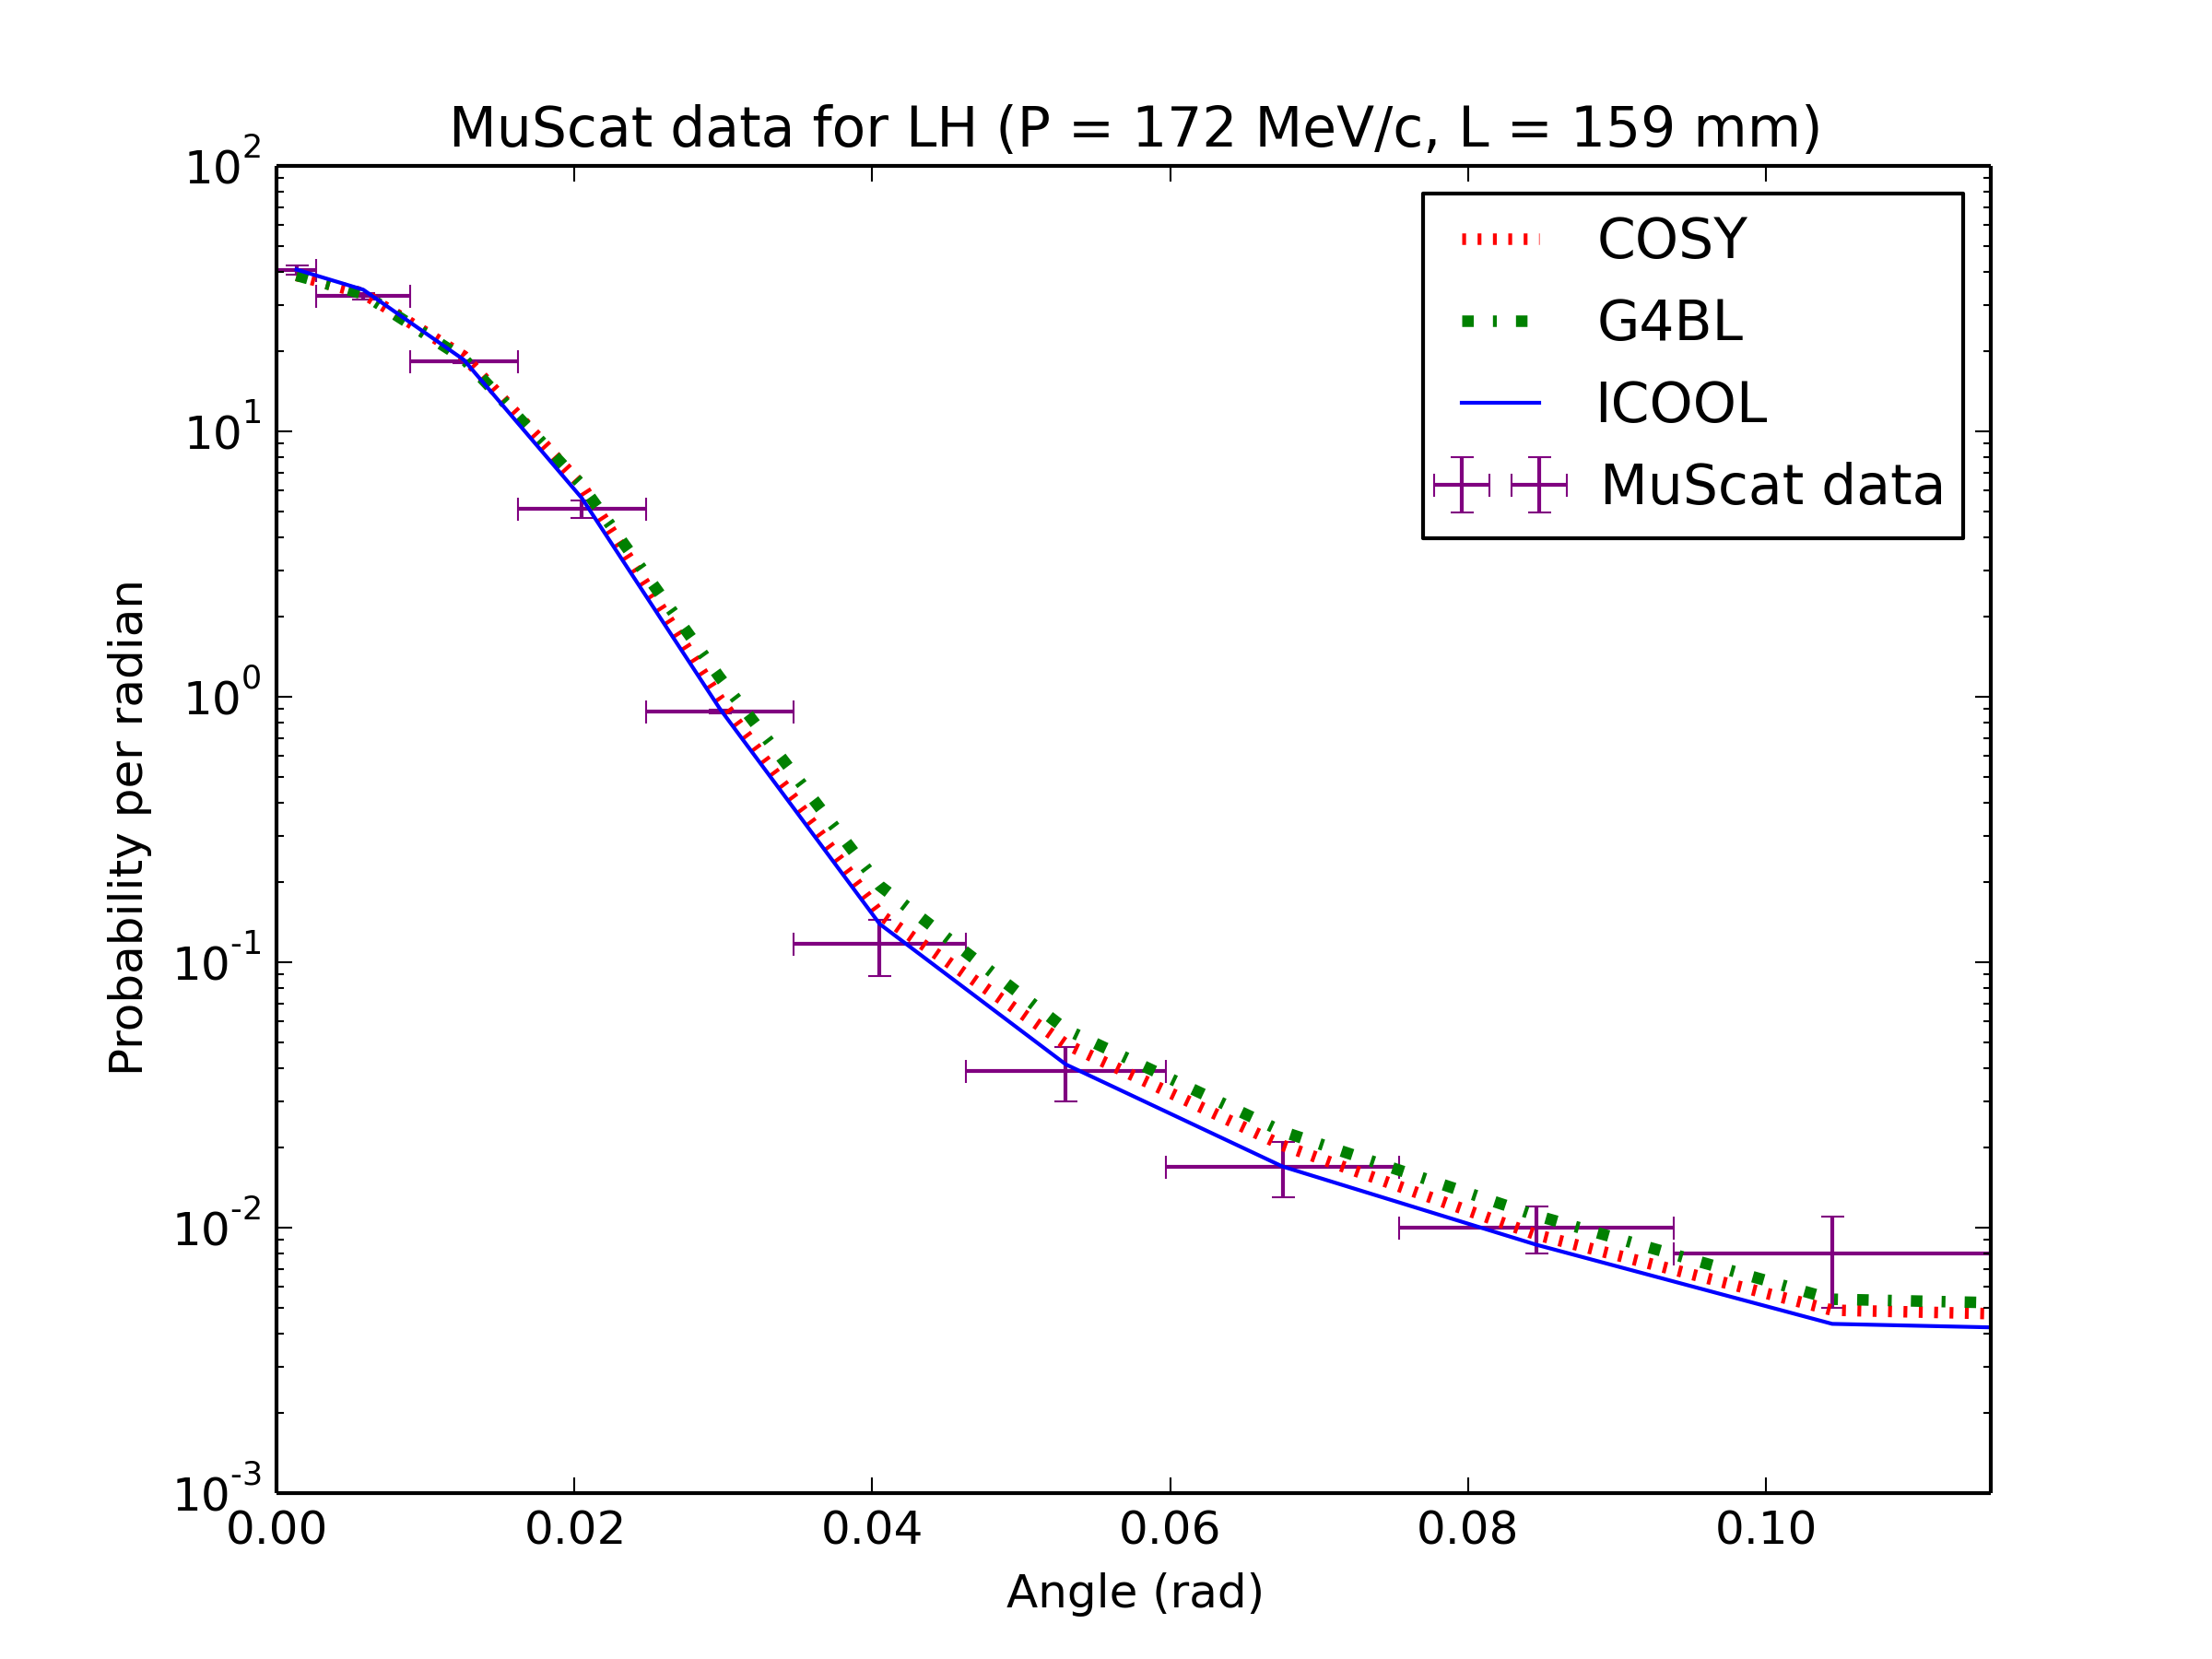 MuScat data for LH (P = 172 MeV/c, L = 159 mm)
10^2
10^1
10^0
10^-1
10^-2
10^-3
Probability per radian
COSY
G4BL
ICOOL
MuScat data
0.00 0.02 0.04 0.06 0.08 0.10
Angle (rad)